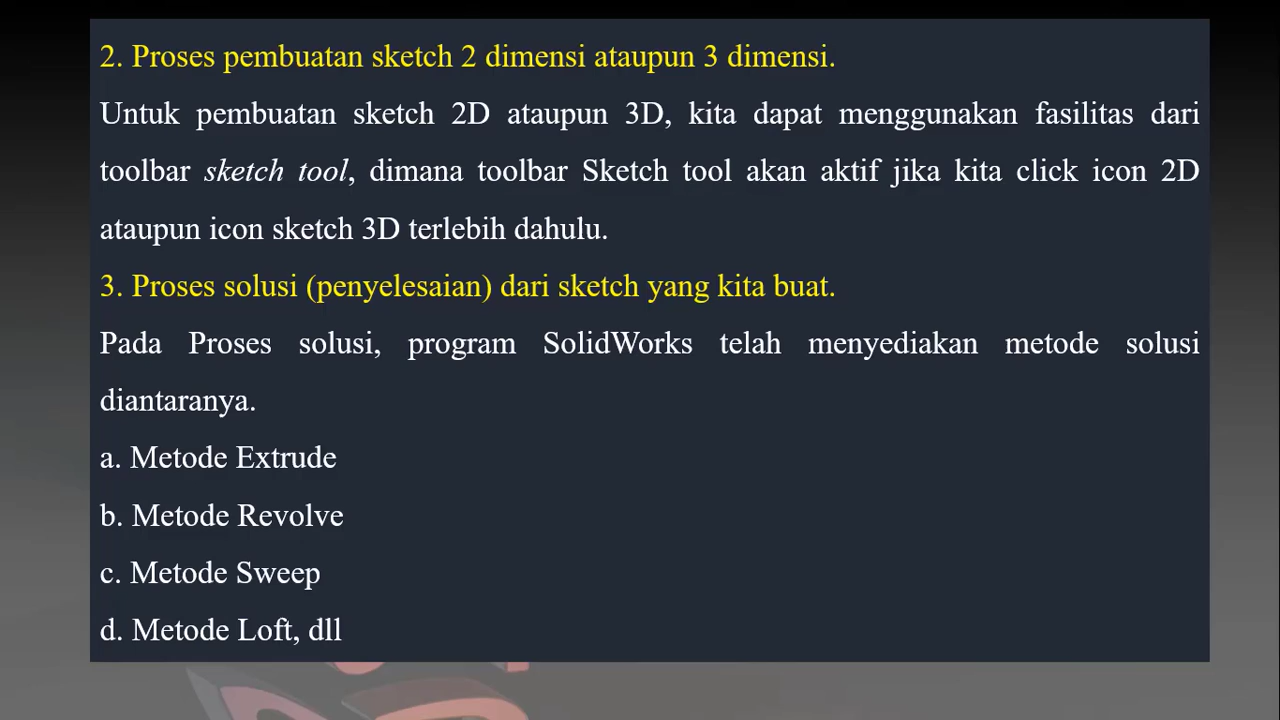 2. Proses pembuatan sketch 2 dimensi ataupun 3 dimensi.
Untuk pembuatan sketch 2D ataupun 3D, kita dapat menggunakan fasilitas dari
toolbar sketch tool, dimana toolbar Sketch tool akan aktif jika kita click icon 2D
ataupun icon sketch 3D terlebih dahulu.
3. Proses solusi (penyelesaian) dari sketch yang kita buat.
Pada Proses solusi, program SolidWorks telah menyediakan metode solusi
diantaranya.
a. Metode Extrude
b. Metode Revolve
c. Metode Sweep
d. Metode Loft, dll